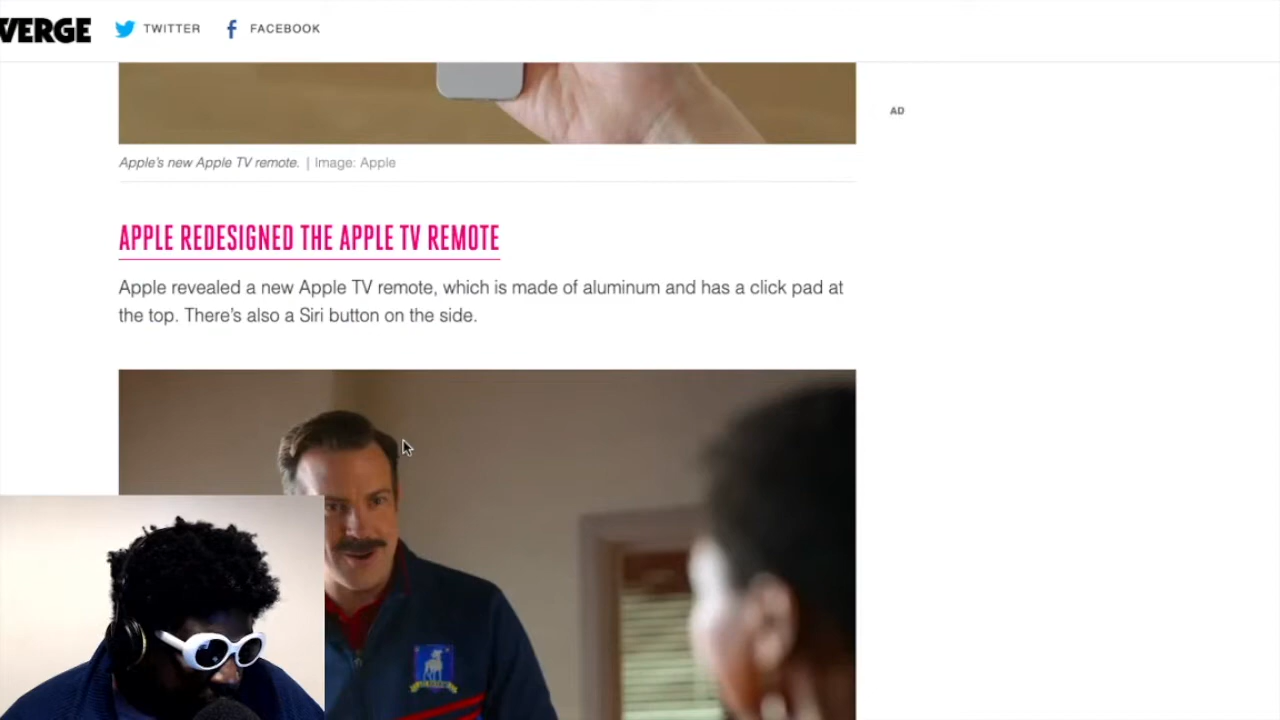 VERGE TWITTER FACEBOOK
AD
Apple's new Apple TV remote. | Image: Apple
APPLE REDESIGNED THE APPLE TV REMOTE
Apple revealed a new Apple TV remote, which is made of aluminum and has a click pad at
the top. There's also a Siri button on the side.